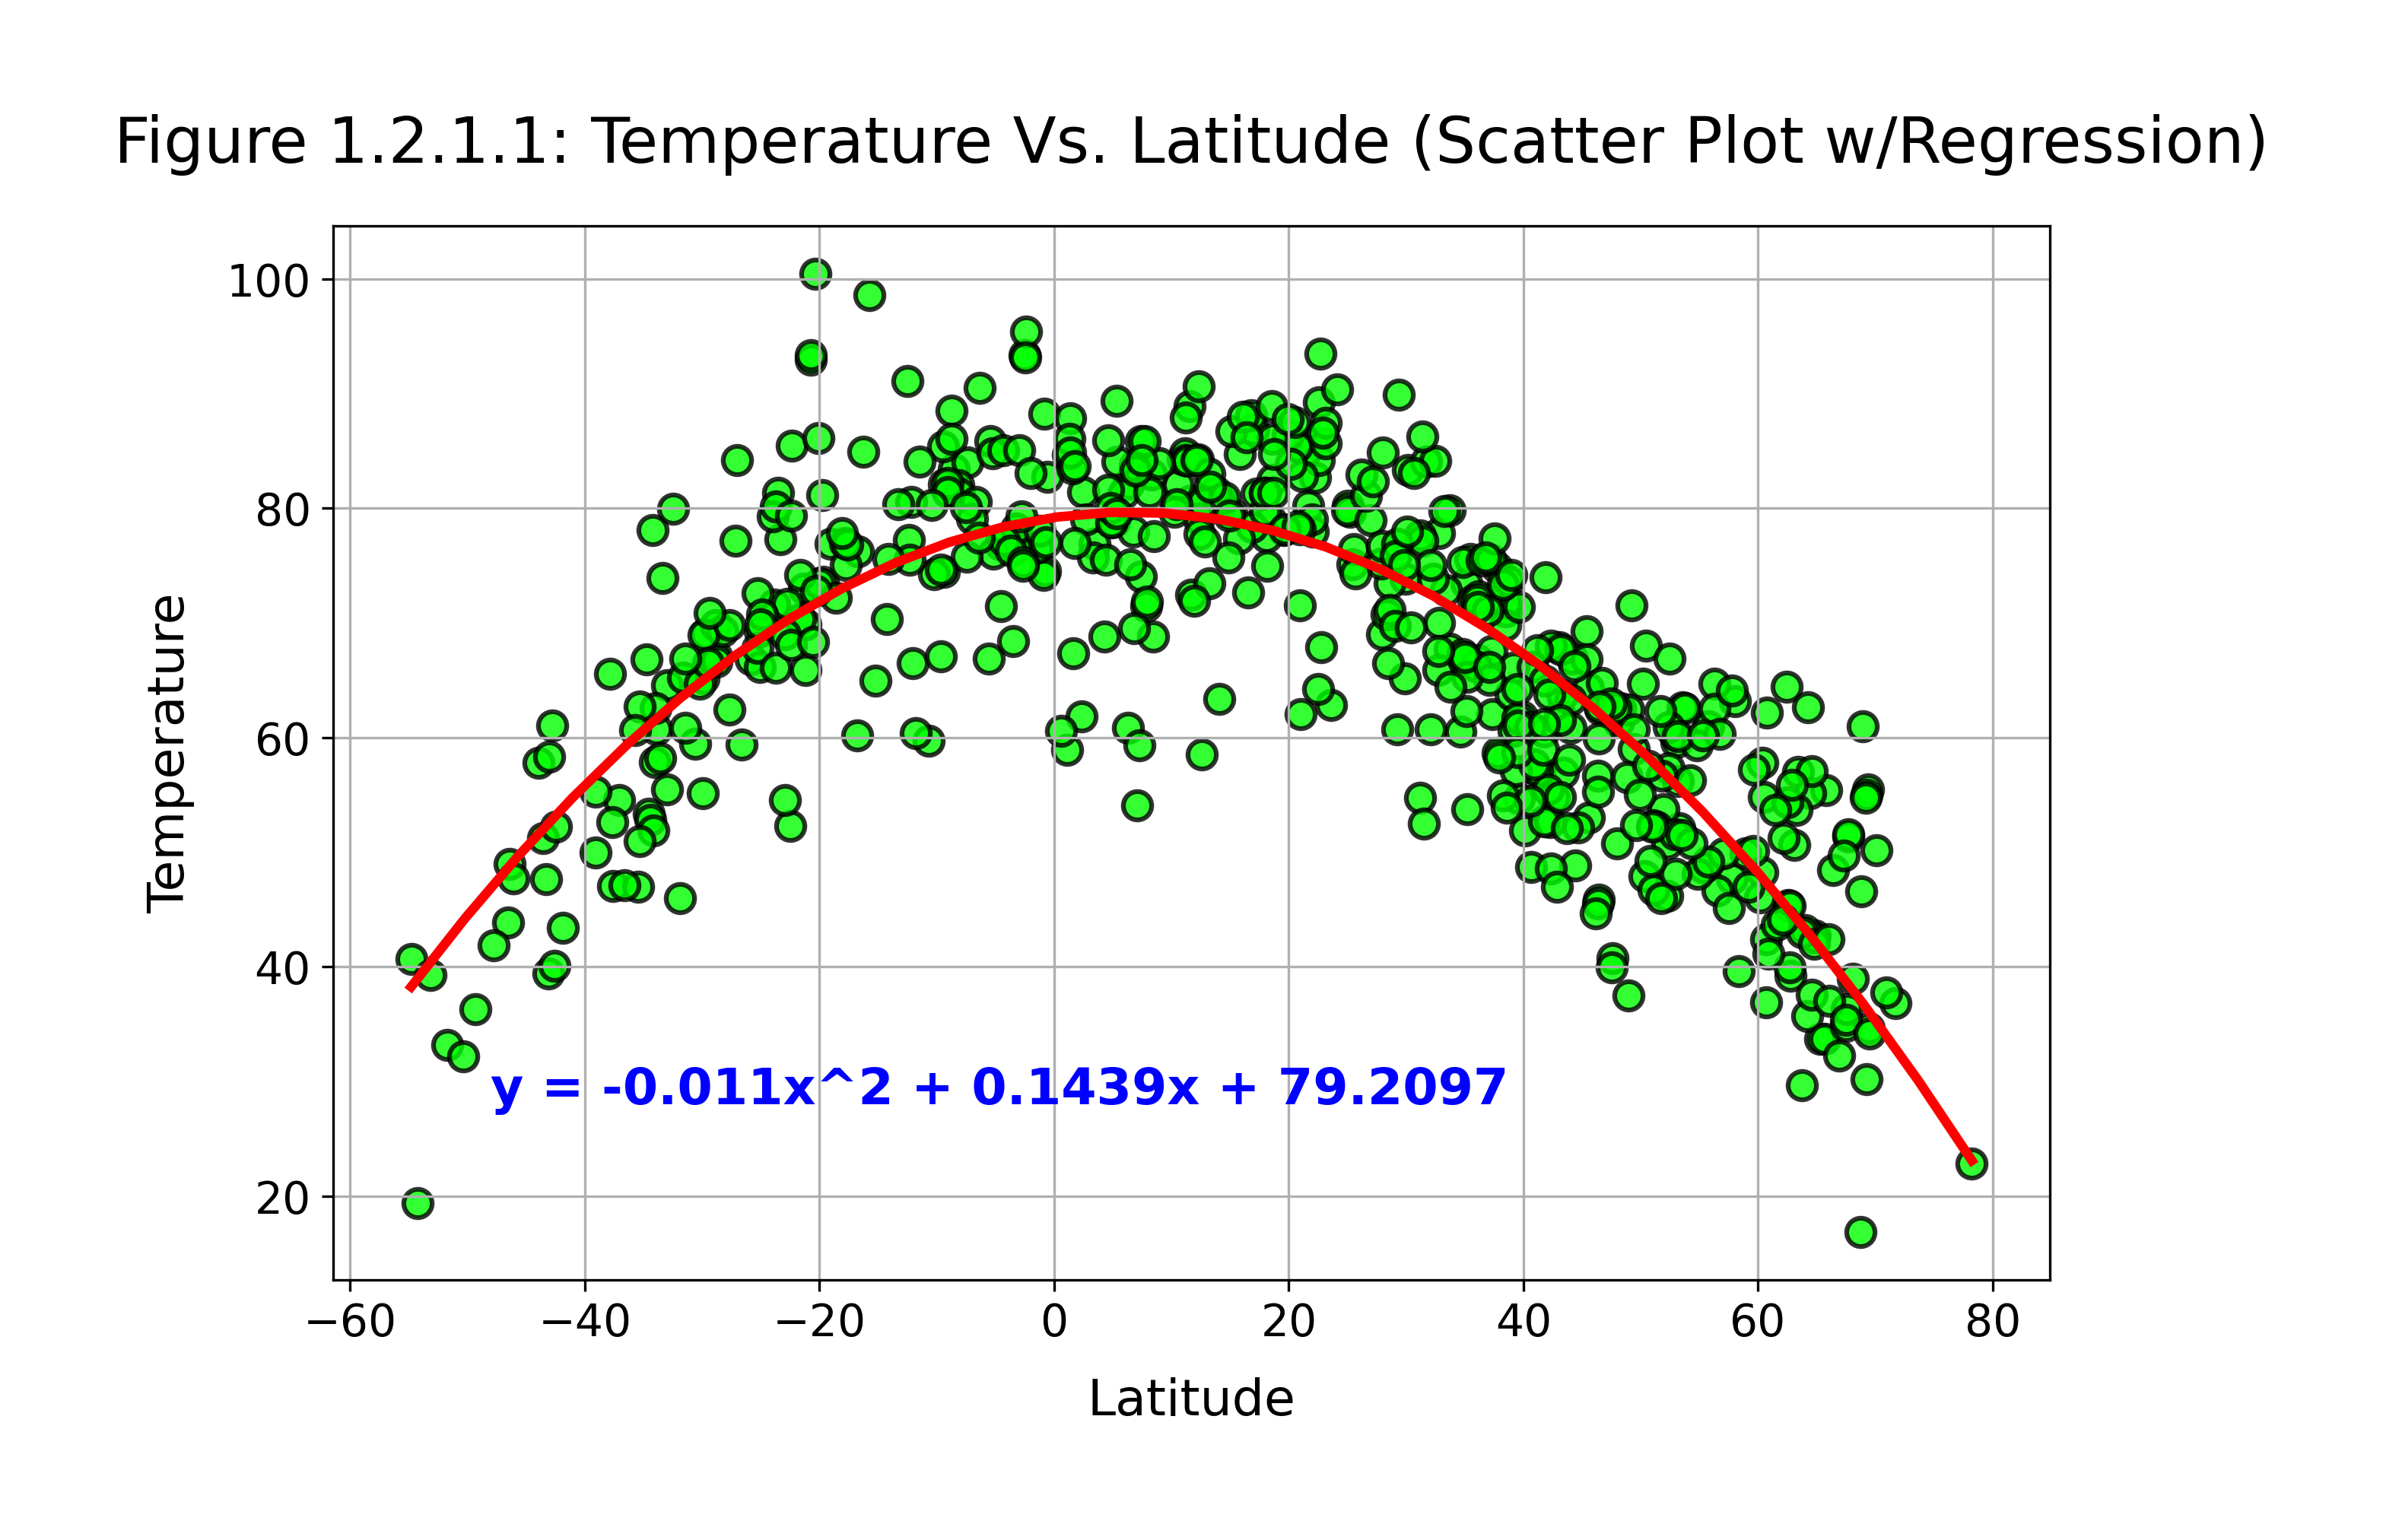 Figure 1.2.1.1: Temperature Vs. Latitude (Scatter Plot w/Regression)
100
80
60
40
20
Temperature
y = -0.011x^2 + 0.1439x + 79.2097
−60 −40 −20 0 20 40 60 80
Latitude